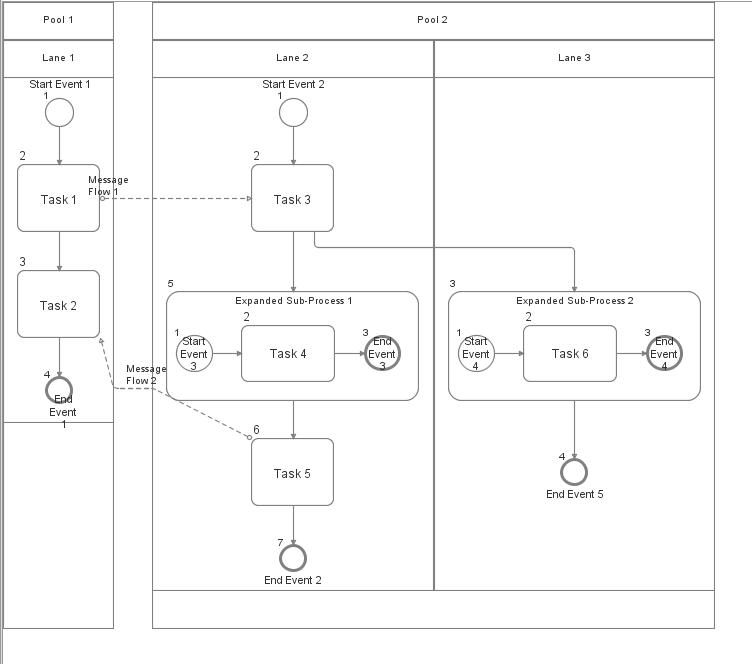 Pool 1
Pool 2
Lane 1
Lane 2
Lane 3
Start Event 1
1
Start Event 2
1
2
Task 1
Message
Flow 1
2
Task 3
3
Task 2
5
Expanded Sub-Process 1
1
Start
Event
3
2
Task 4
3
End
Event
3
3
Expanded Sub-Process 2
1
Start
Event
4
2
Task 6
3
End
Event
4
4
End
Event
1
Message
Flow 2
6
Task 5
4
End Event 5
7
End Event 2